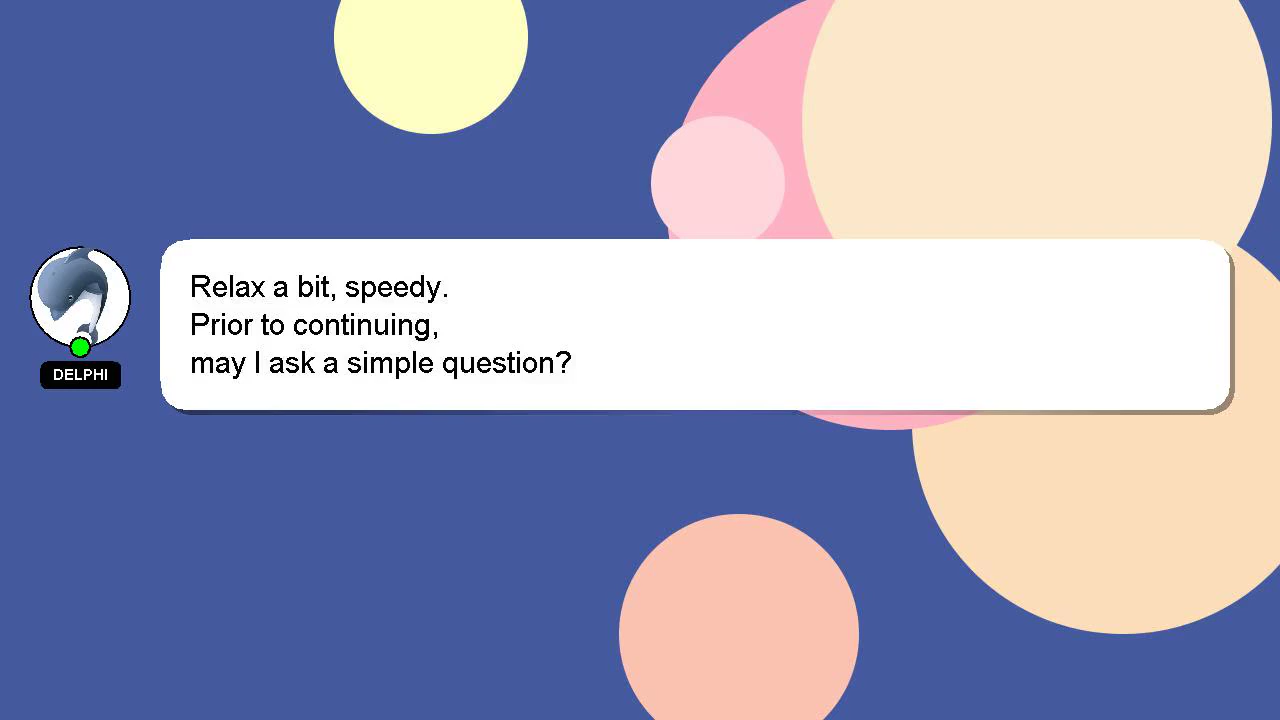 Relax a bit, speedy.
Prior to continuing,
may I ask a simple question?
DELPHI